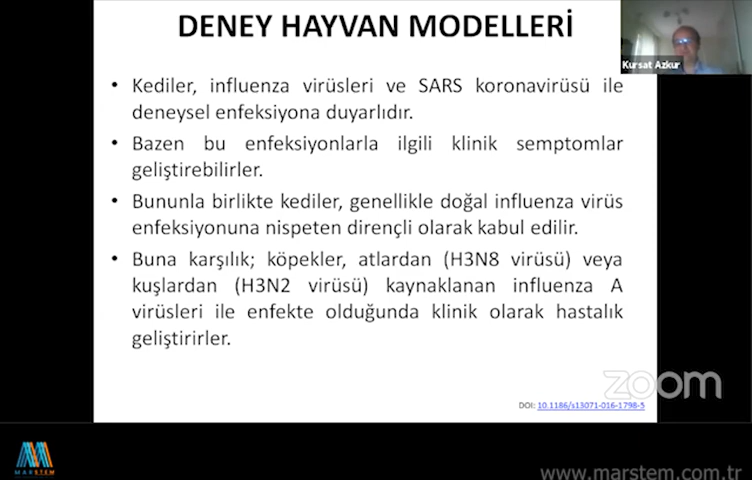 DENEY HAYVAN MODELLERİ
Kursat Azkur
• Kediler, influenza virüsleri ve SARS koronavirüsü ile
deneysel enfeksiyona duyarlıdır.
• Bazen bu enfeksiyonlarla ilgili klinik semptomlar
geliştirebilirler.
• Bununla birlikte kediler, genellikle doğal influenza virüs
enfeksiyonuna nispeten dirençli olarak kabul edilir.
• Buna karşılık; köpekler, atlardan (H3N8 virüsü) veya
kuşlardan (H3N2 virüsü) kaynaklanan influenza A
virüsleri ile enfekte olduğunda klinik olarak hastalık
geliştirirler.
zoom
DOI: 10.1186/s13071-016-1798-5
MARSTEM
www.marstem.com.tr